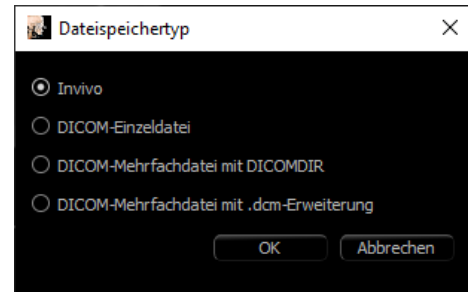 Dateispeichertyp
Invivo
DICOM-Einzeldatei
DICOM-Mehrfachdatei mit DICOMDIR
DICOM-Mehrfachdatei mit .dcm-Erweiterung
OK Abbrechen